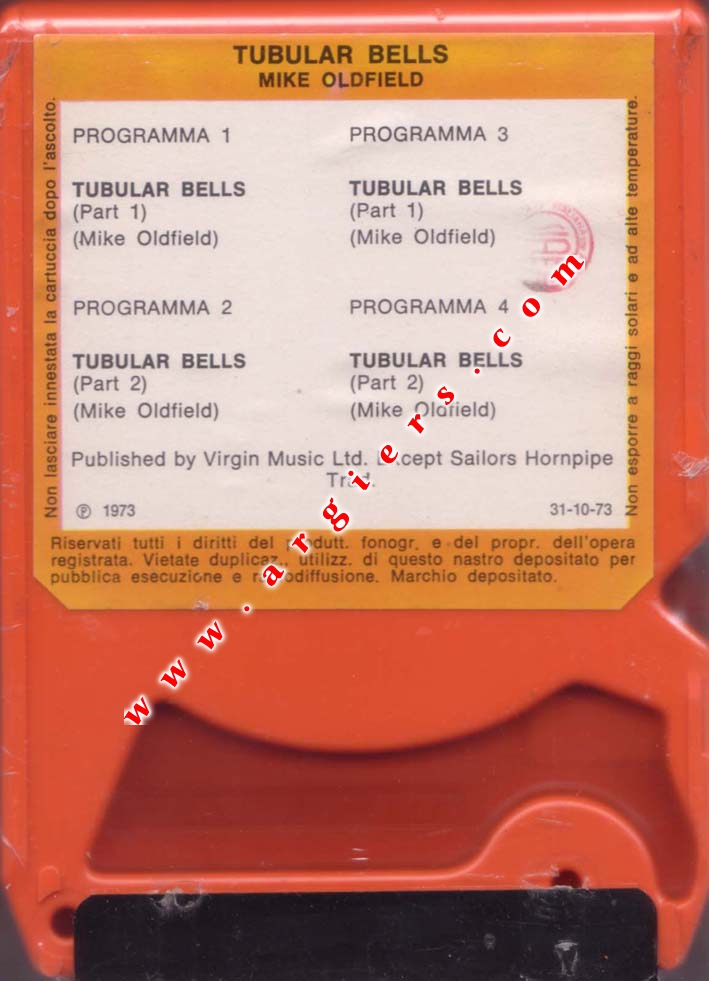 TUBULAR BELLS
MIKE OLDFIELD
Non lasciare innestata la cartuccia dopo l'ascolto.
PROGRAMMA 1
TUBULAR BELLS
(Part 1)
(Mike Oldfield)
PROGRAMMA 2
TUBULAR BELLS
(Part 2)
(Mike Oldfield)
PROGRAMMA 3
TUBULAR BELLS
(Part 1)
(Mike Oldfield)
PROGRAMMA 4
TUBULAR BELLS
(Part 2)
(Mike Oldfield)
Non esporre a raggi solari e ad alte temperature.
Published by Virgin Music Ltd. Except Sailors Hornpipe
Trad.
℗ 1973
31-10-73
Riservati tutti i diritti del produtt. fonogr. e del propr. dell'opera
registrata. Vietate duplicaz., utilizz. di questo nastro depositato per
pubblica esecuzione e radiodiffusione. Marchio depositato.
www.argiers.com